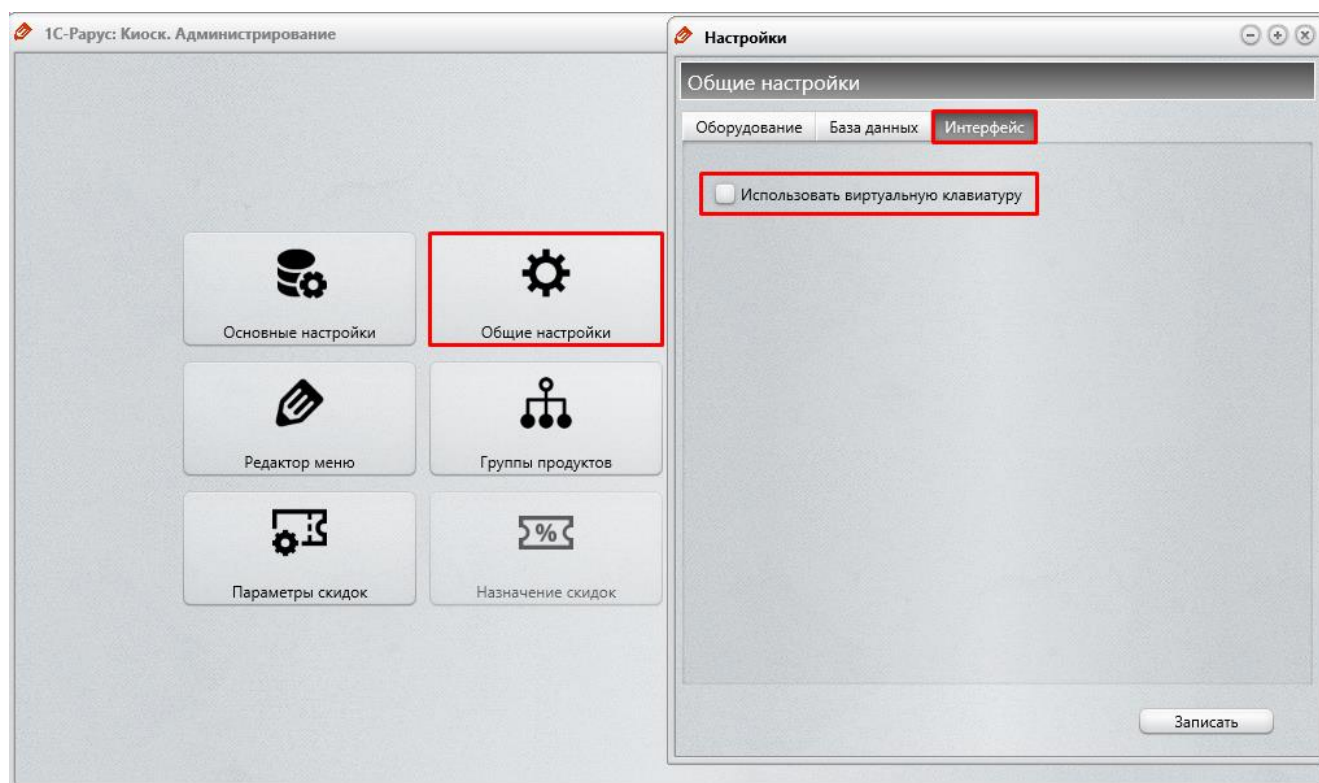 1С-Рарус: Киоск. Администрирование
Основные настройки
Общие настройки
Редактор меню
Группы продуктов
%
Параметры скидок
Назначение скидок
Настройки
Общие настройки
Оборудование База данных Интерфейс
Использовать виртуальную клавиатуру
Записать